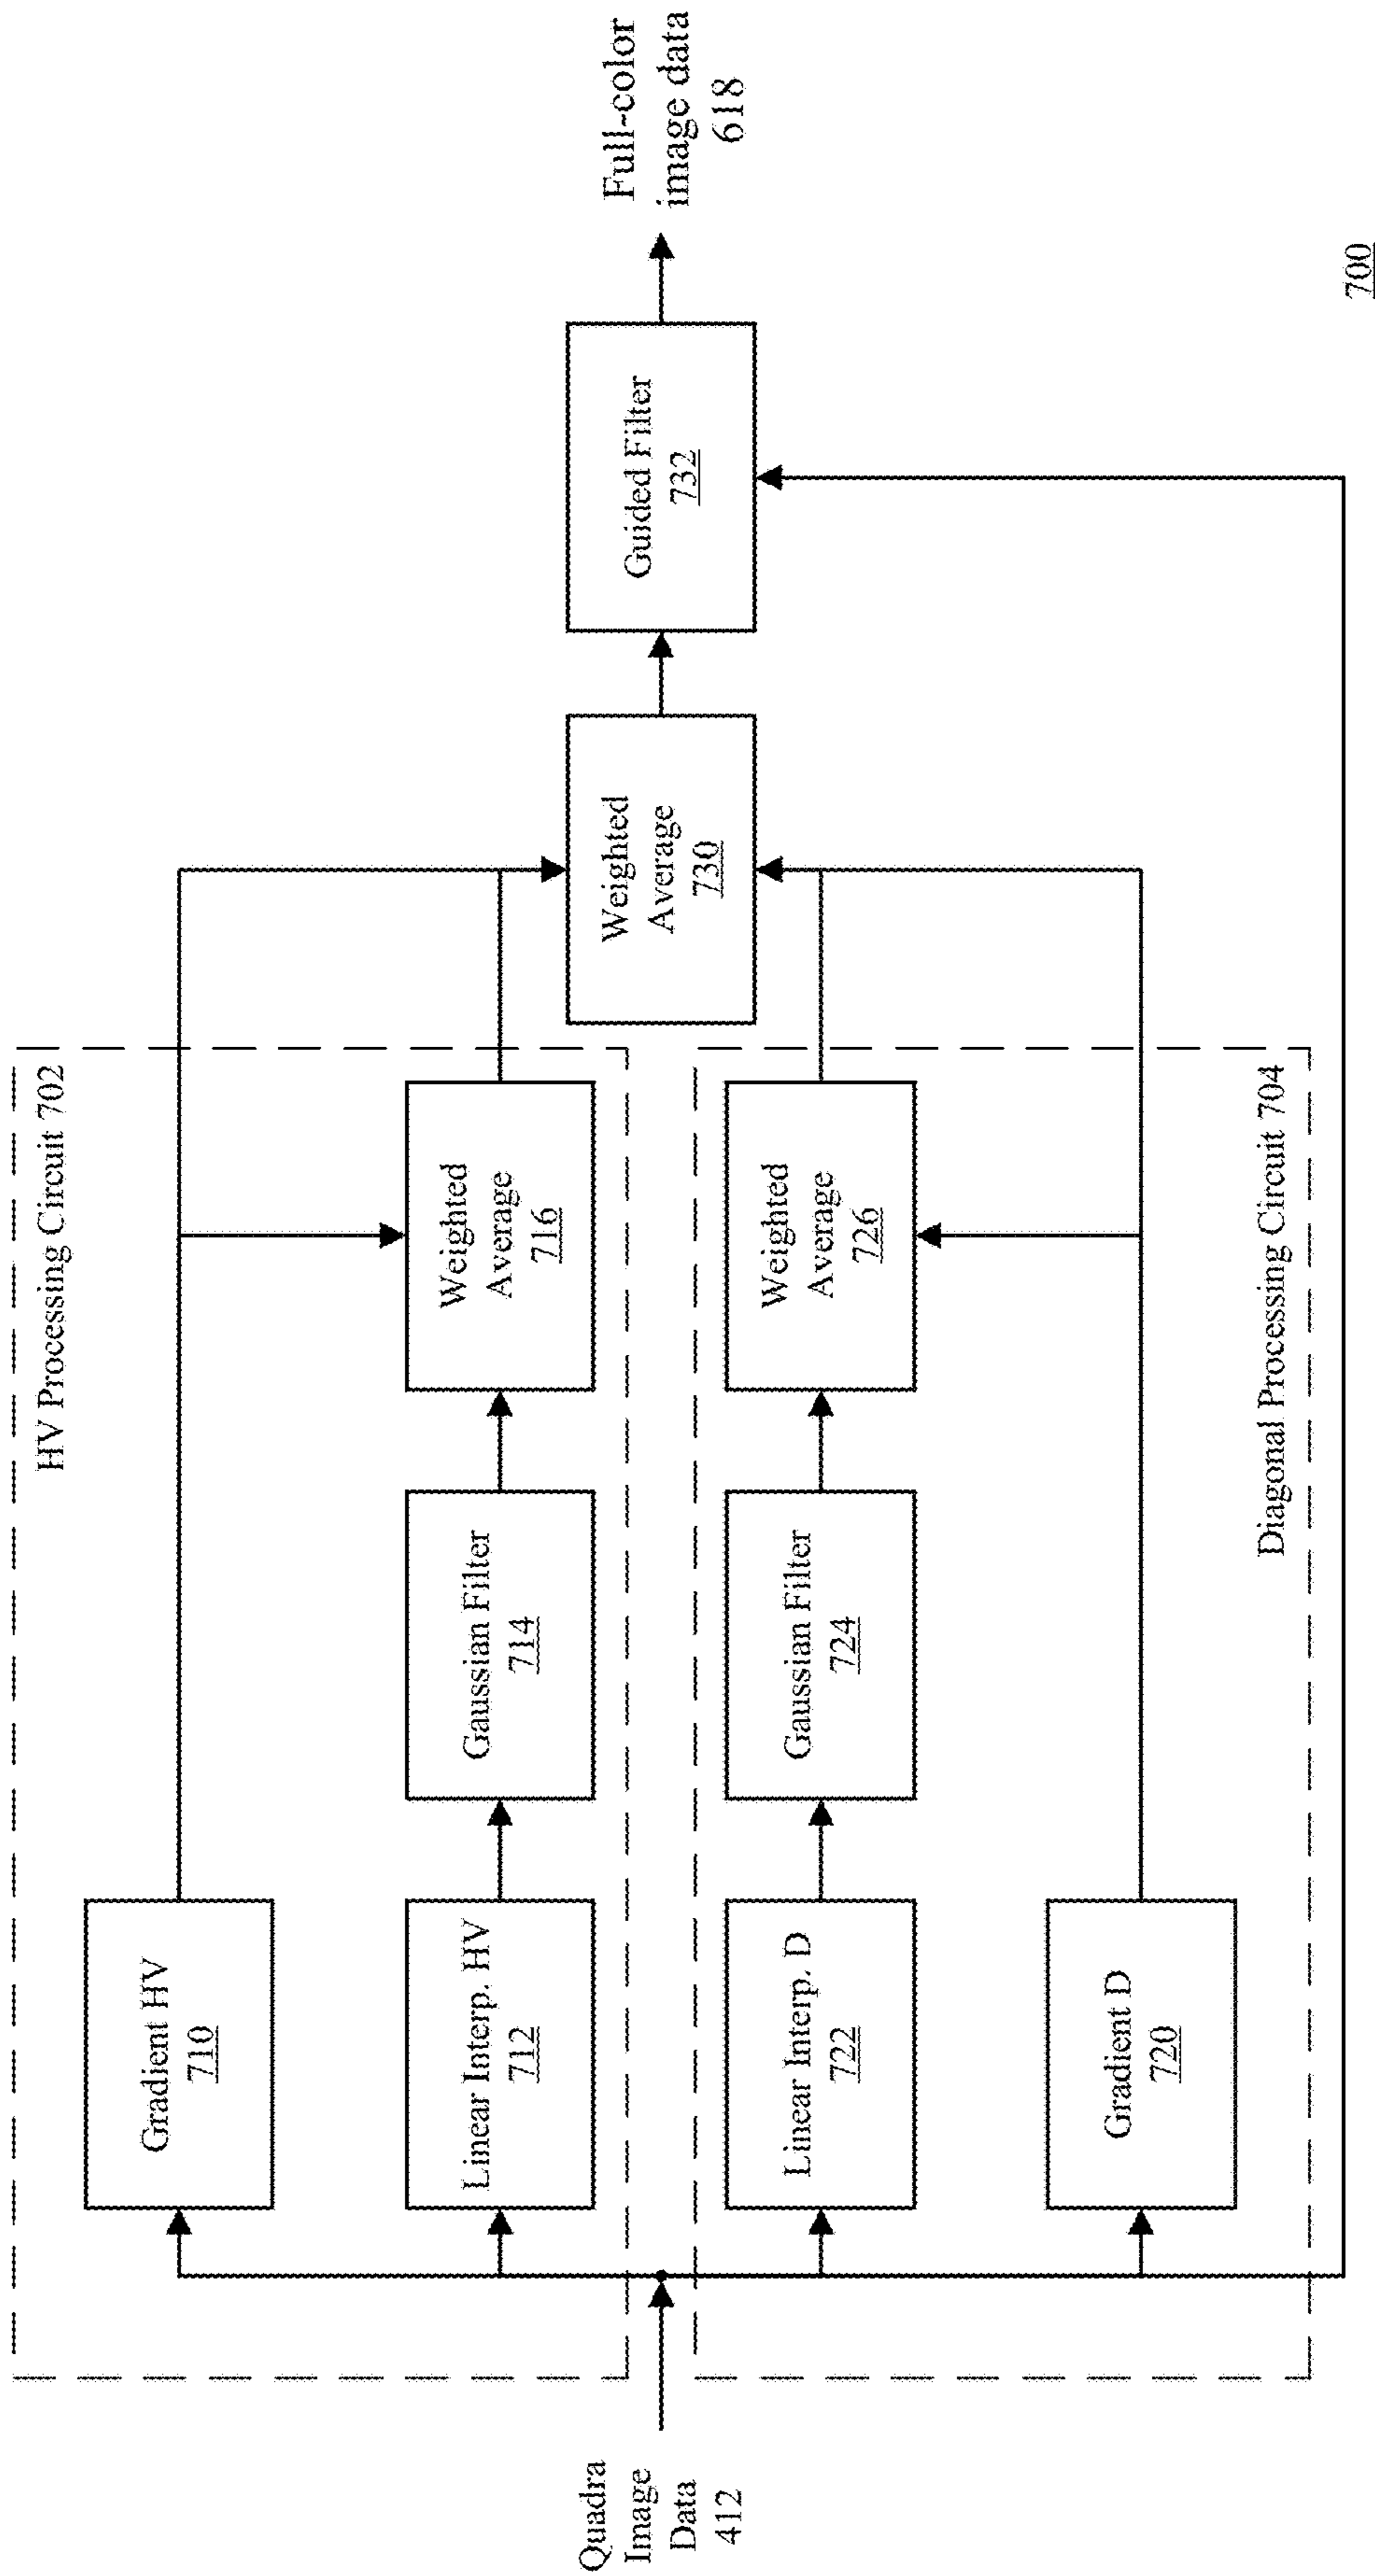 HV Processing Circuit 702
Gradient HV
710
Linear Interp. HV
712
Gaussian Filter
714
Weighted
Average
716
Quadra
Image
Data
412
Linear Interp. D
722
Gaussian Filter
724
Weighted
Average
726
Gradient D
720
Diagonal Processing Circuit 704
Weighted
Average
730
Guided Filter
732
Full-color
image data
618
700